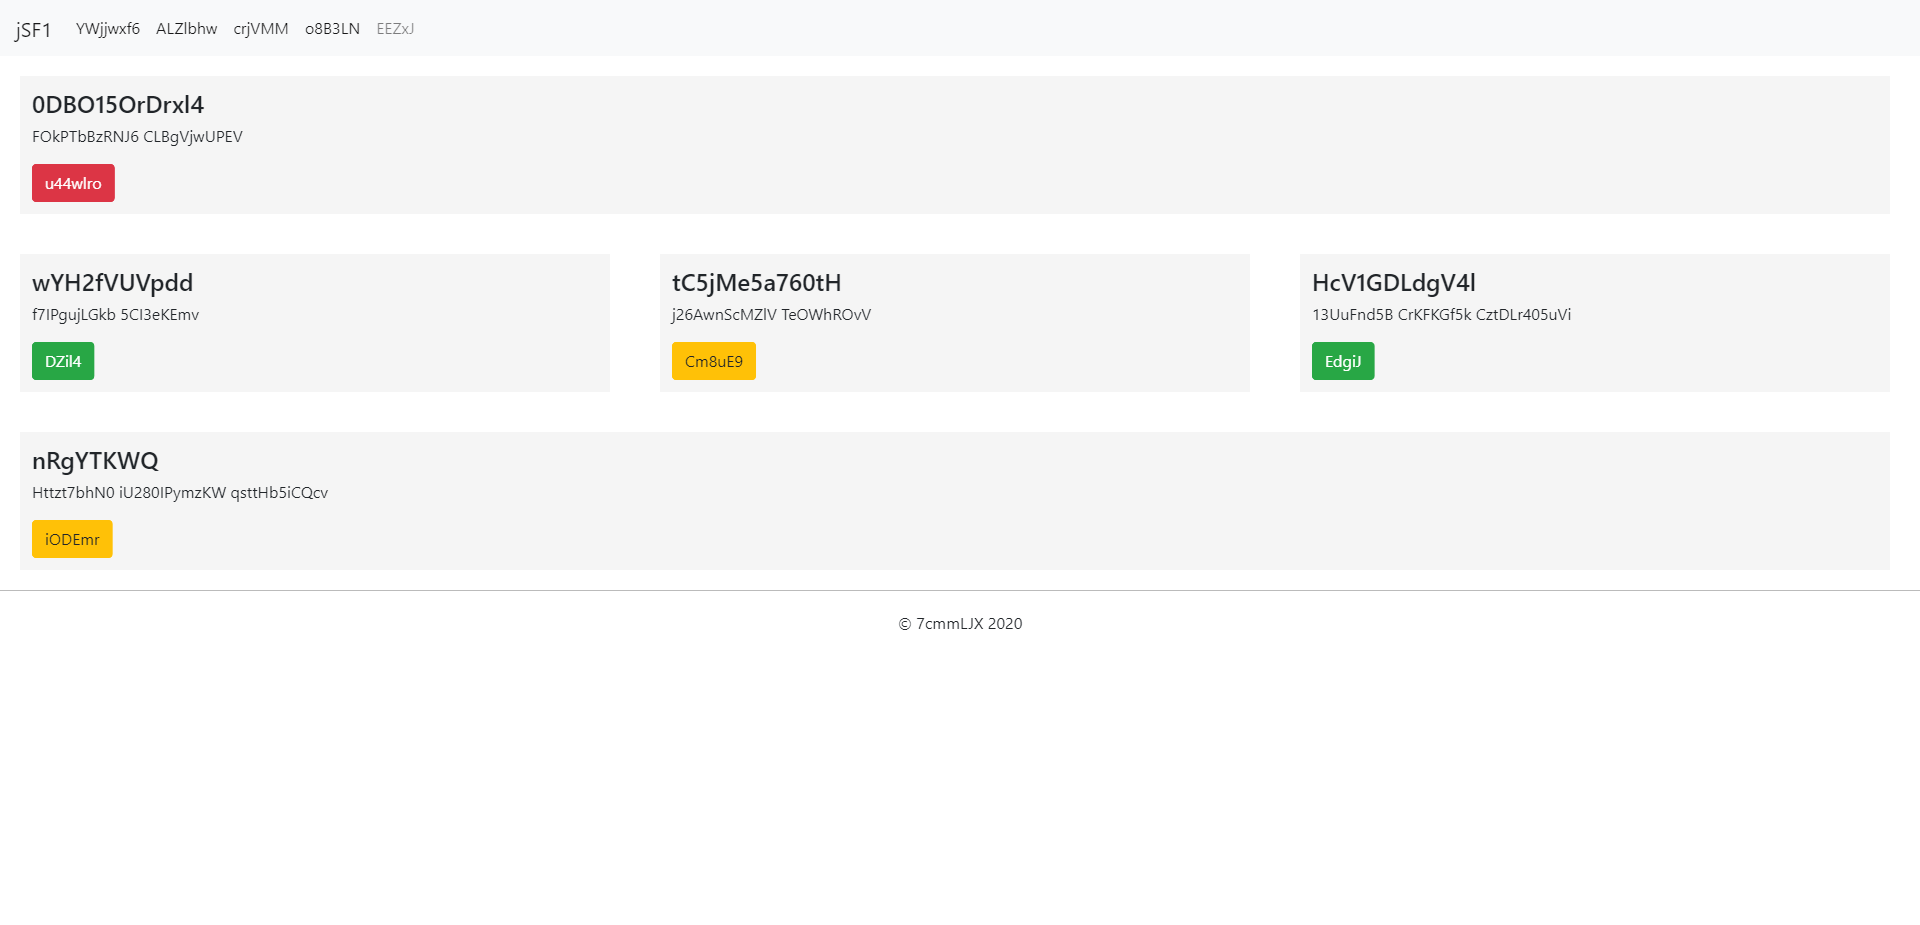 jSF1 YWjjwxf6 ALZlbhw crjVMM o8B3LN EEZxJ
0DBO15OrDrxl4
FOkPTbBzRNJ6 CLBgVjwUPEV
u44wlro
wYH2fVUVpdd
f7IPgujLGkb 5CI3eKEmv
DZil4
tC5jMe5a760tH
j26AwnScMZlV TeOWhROvV
Cm8uE9
HcV1GDLdgV4l
13UuFnd5B CrKFKGf5k CztDLr405uVi
EdgiJ
nRgYTKWQ
Httzt7bhN0 iU280IPymzKW qsttHb5iCQcv
iODEmr
© 7cmmLJX 2020